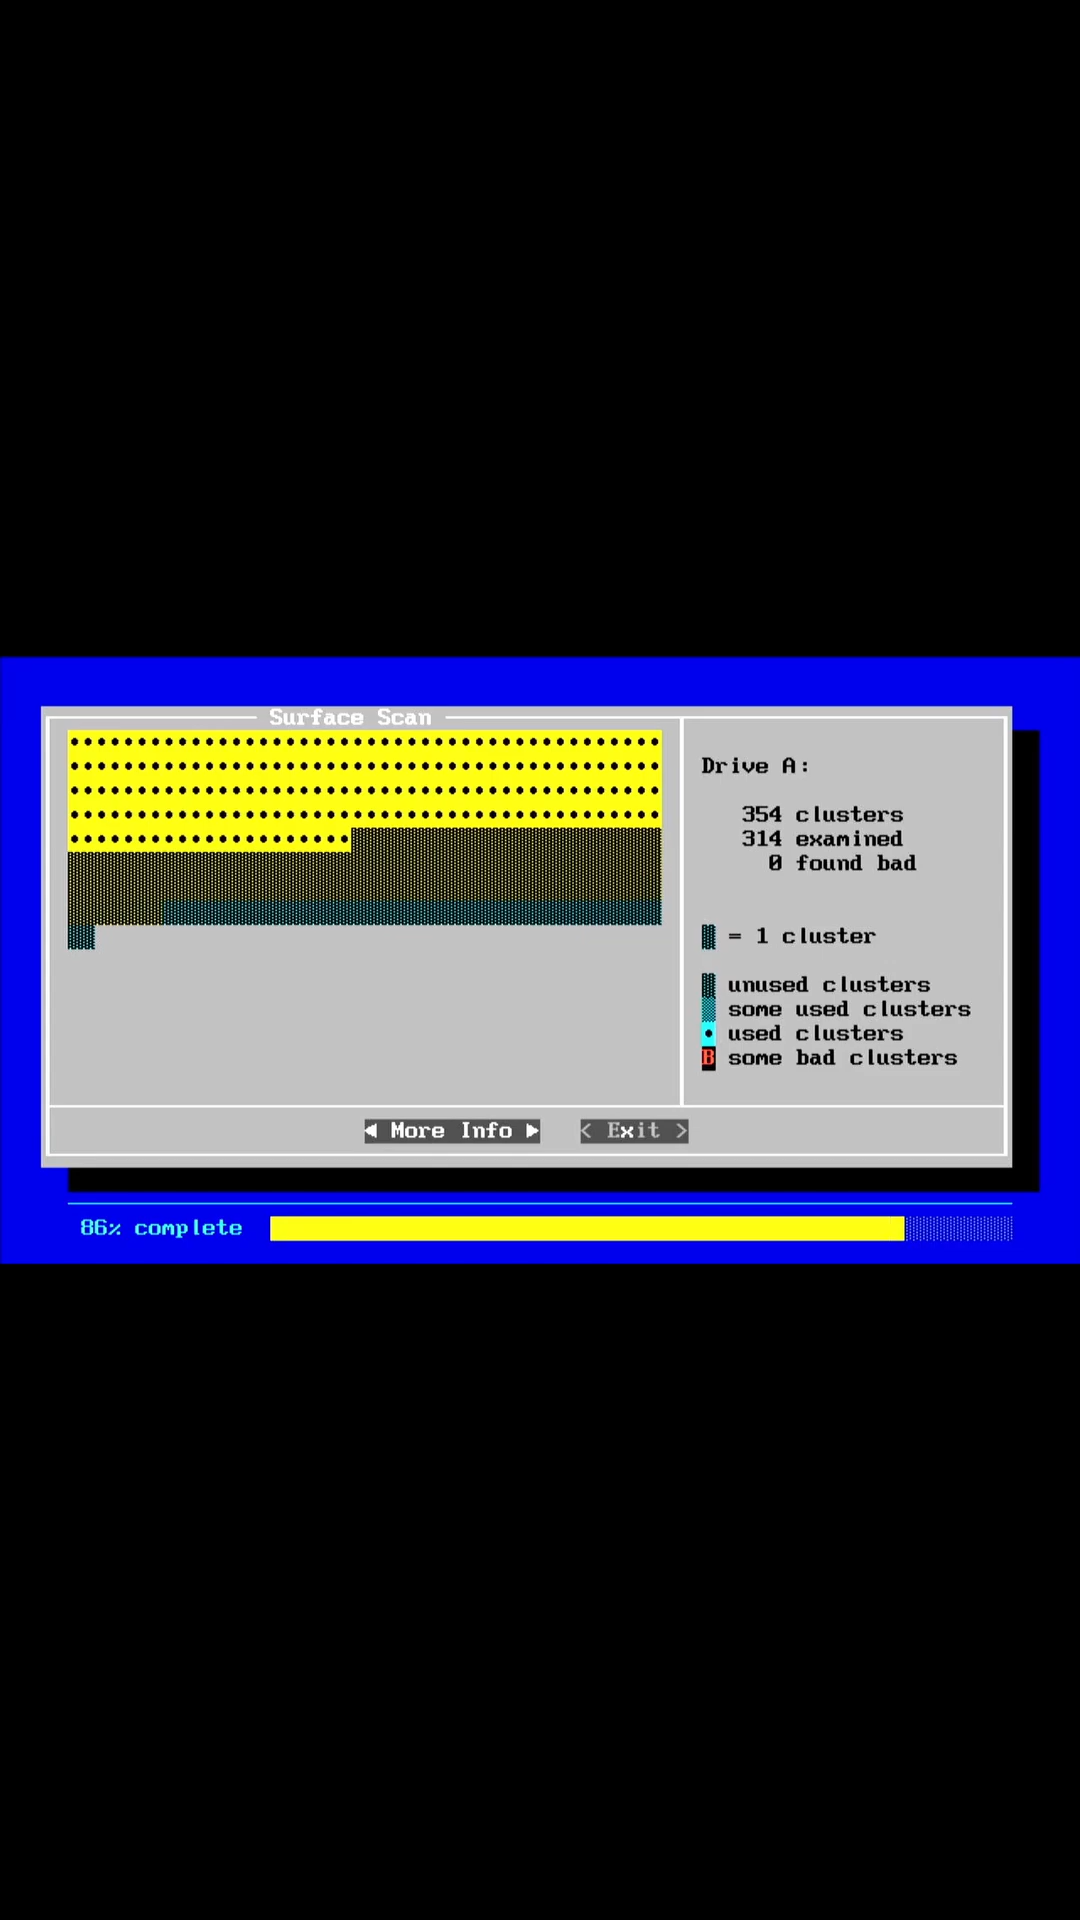 Surface Scan
Drive A:
354 clusters
314 examined
0 found bad
= 1 cluster
unused clusters
some used clusters
used clusters
B some bad clusters
◄ More Info ► < Exit >
86% complete